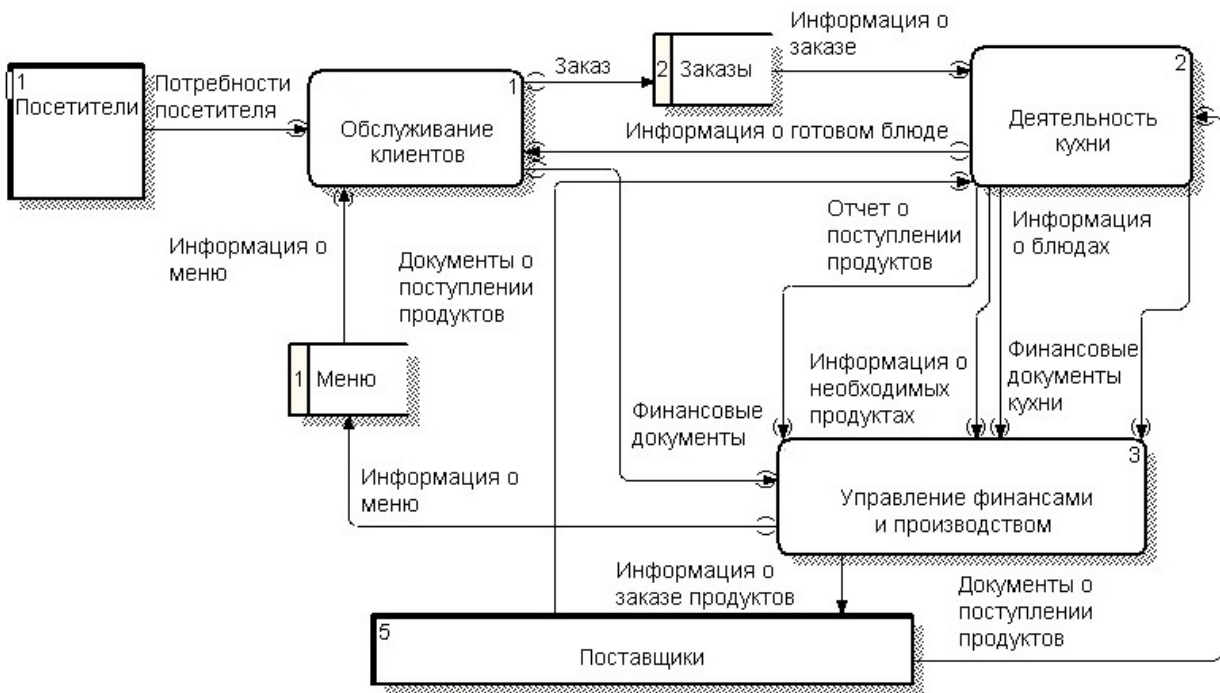 1
Посетители
Потребности
посетителя
1
Обслуживание
клиентов
Заказ
2 Заказы
Информация о
заказе
2
Деятельность
кухни
Информация о готовом блюде
Информация о
меню
Документы о
поступлении
продуктов
Отчет о
поступлении
продуктов
Информация
о блюдах
1 Меню
Финансовые
документы
Информация о
необходимых
продуктах
Финансовые
документы
кухни
Информация о
меню
3
Управление финансами
и производством
Информация о
заказе продуктов
Документы о
поступлении
продуктов
5
Поставщики